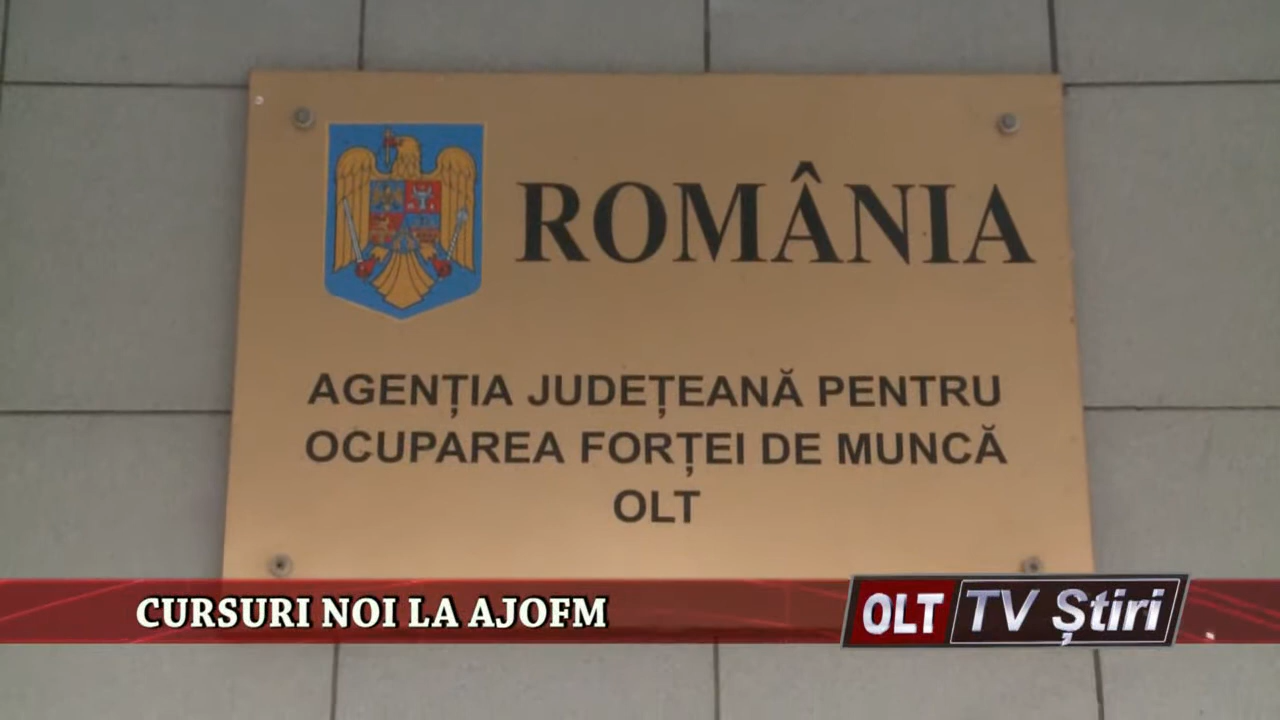 ROMÂNIA
AGENȚIA JUDEȚEANĂ PENTRU
OCUPAREA FORȚEI DE MUNCĂ
OLT
CURSURI NOI LA AJOFM
OLT TV Știri